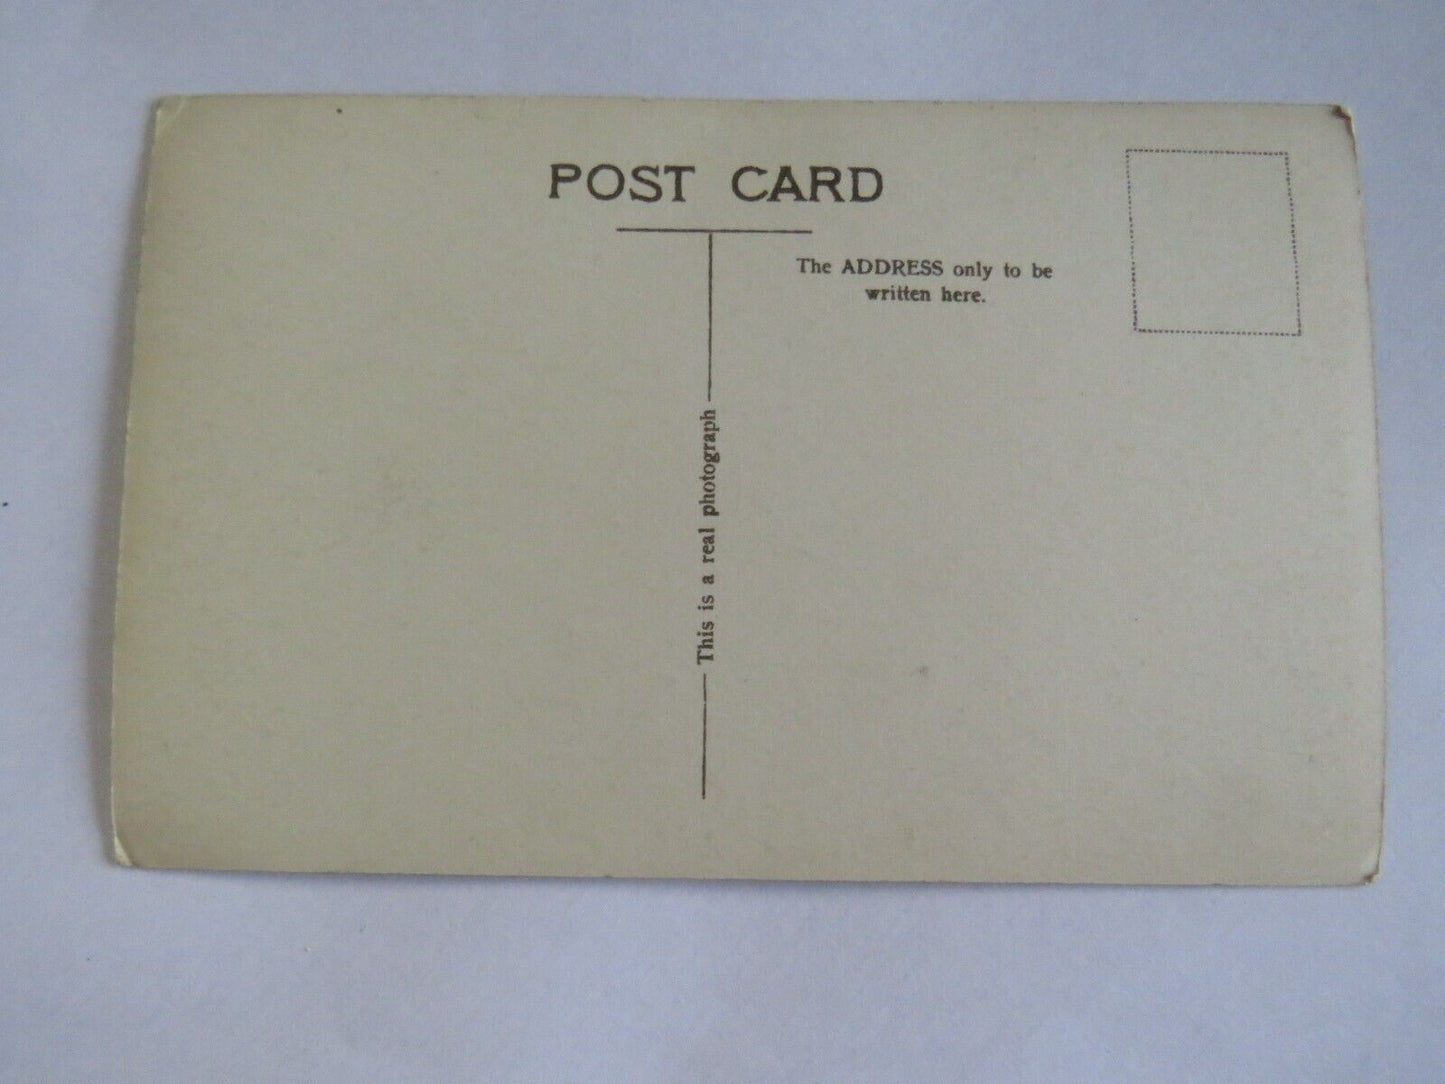 POST CARD
The ADDRESS only to be
written here.
This is a real photograph